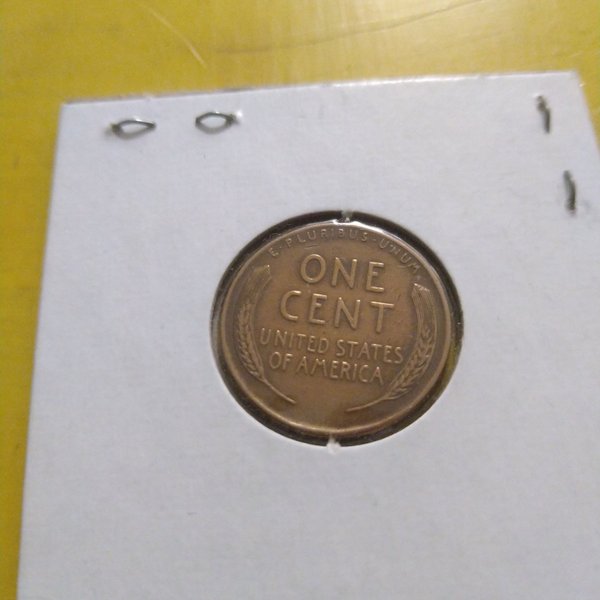 E·PLURIBUS·UNUM
ONE
CENT
UNITED STATES
OF AMERICA